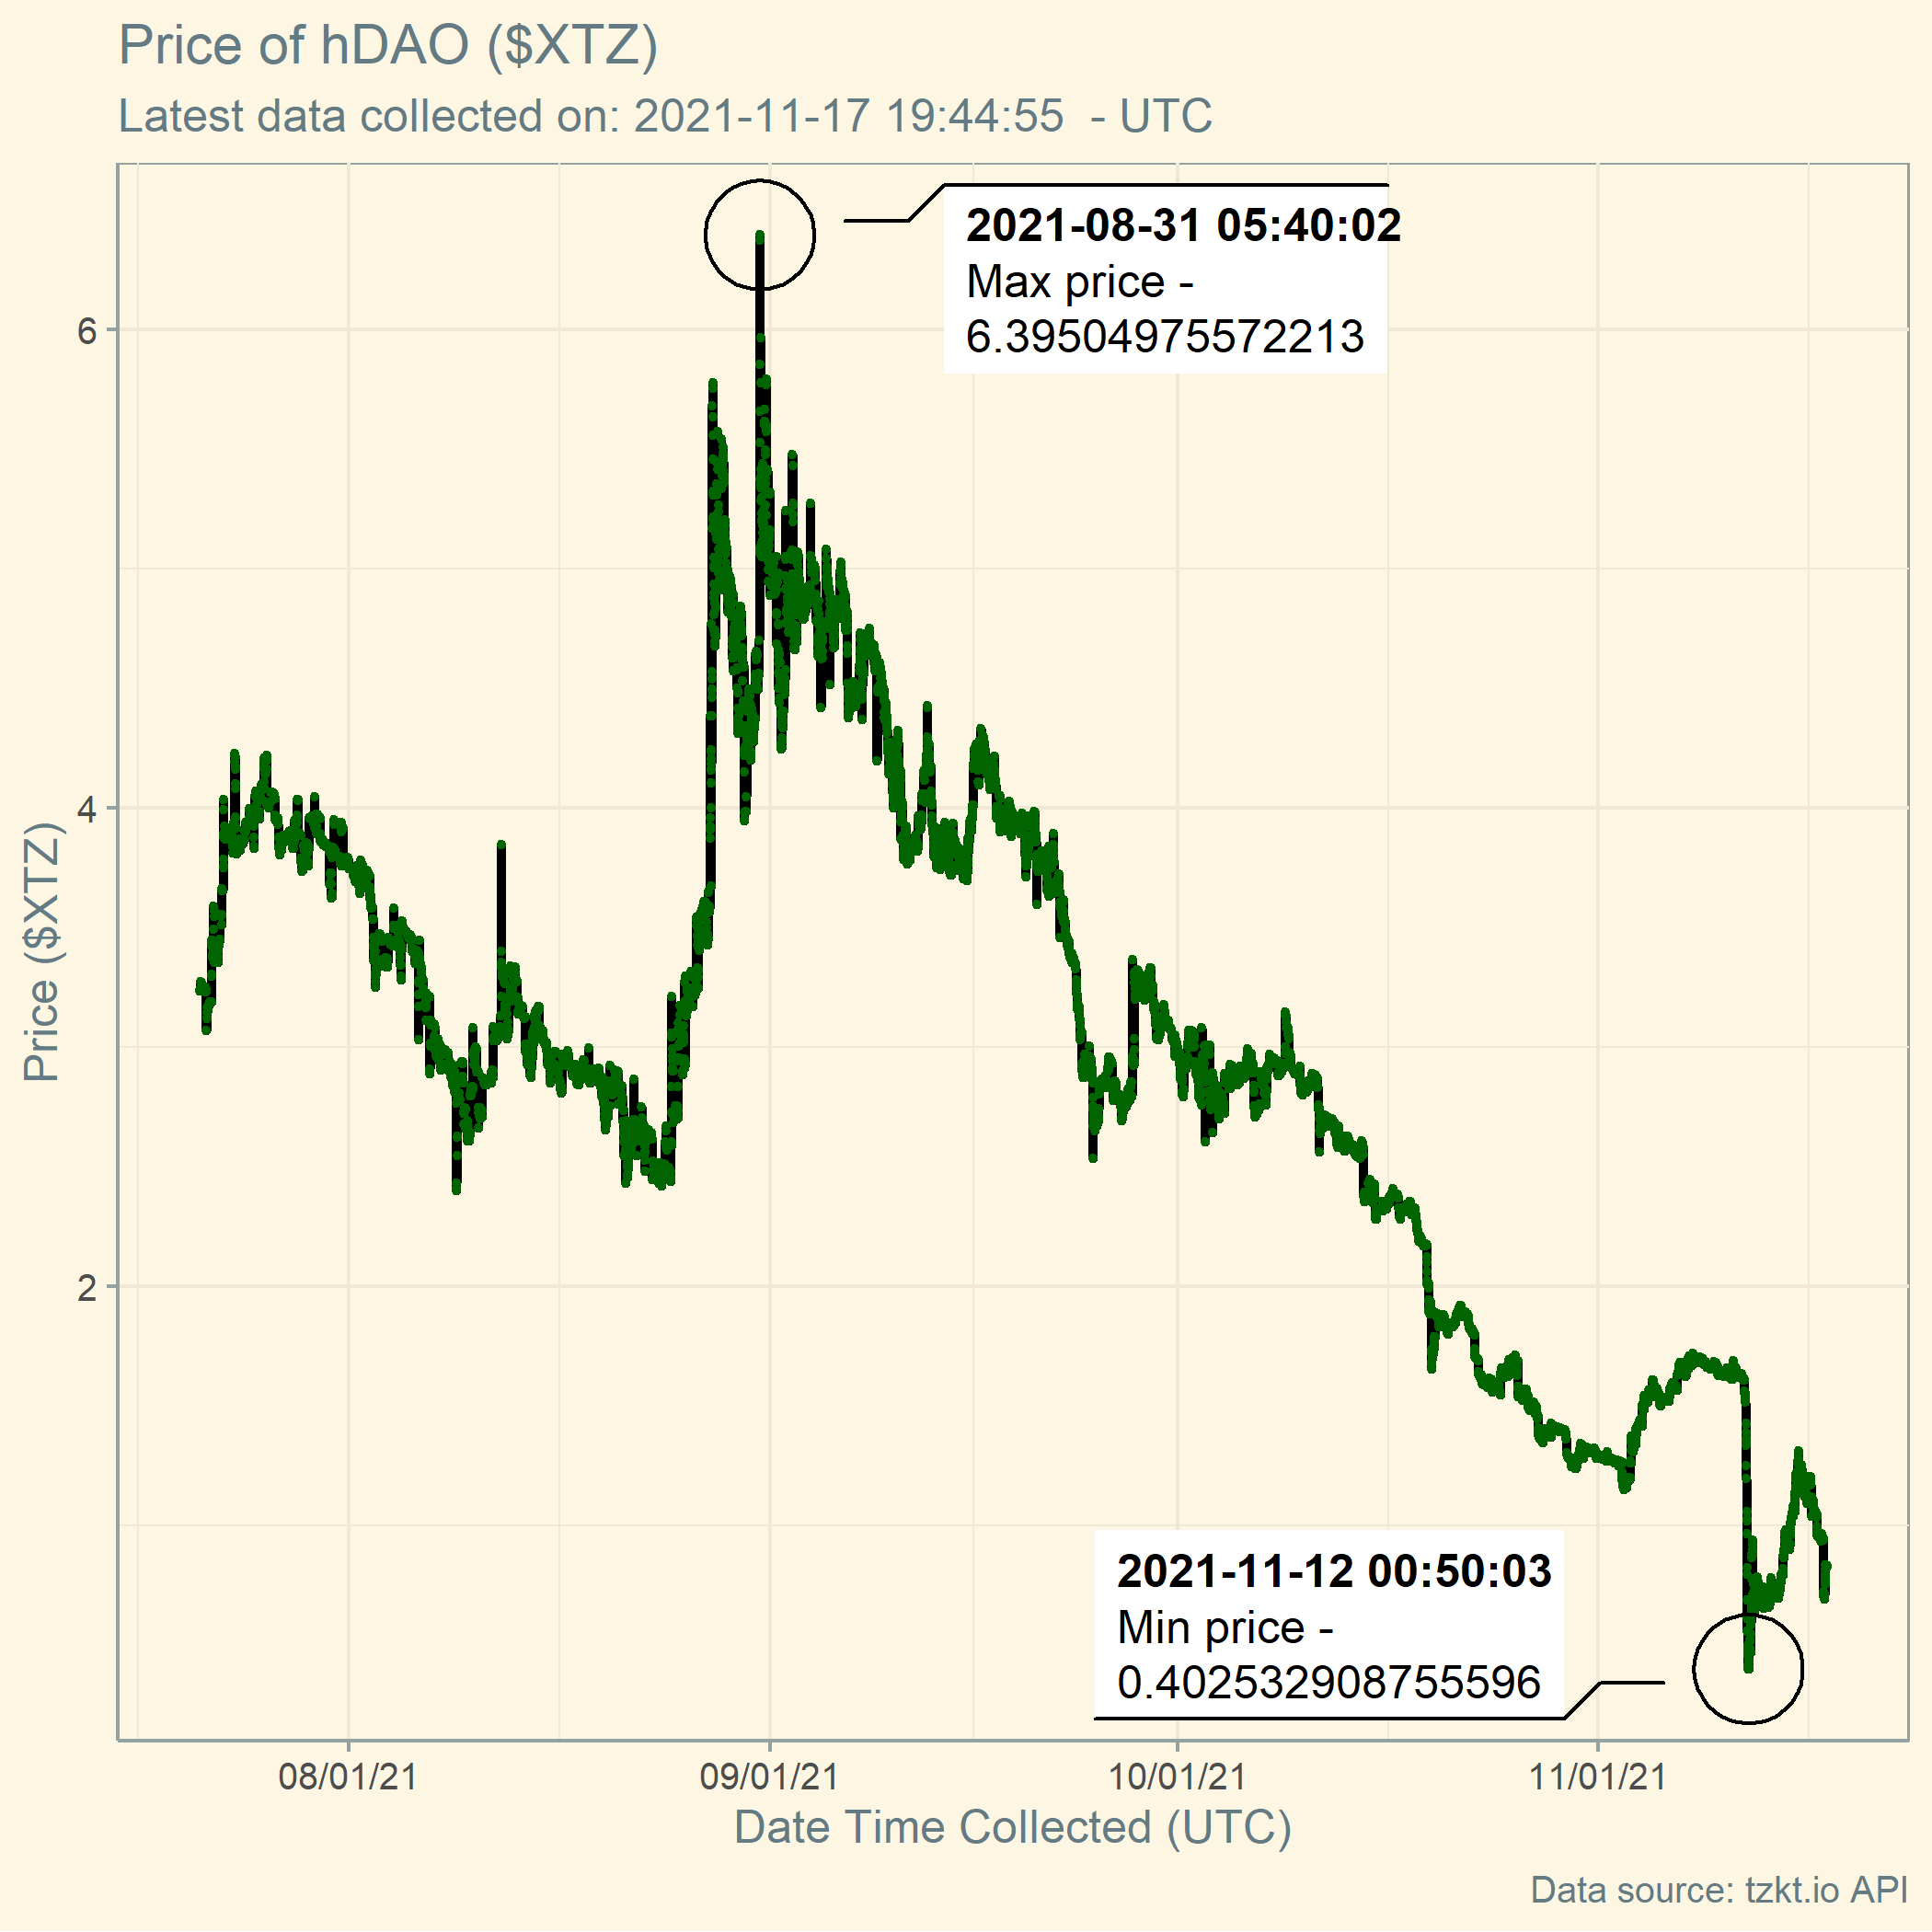 Price of hDAO ($XTZ)
Latest data collected on: 2021-11-17 19:44:55  - UTC
2021-08-31 05:40:02
Max price -
6.39504975572213
6
4
2
Price ($XTZ)
2021-11-12 00:50:03
Min price -
0.402532908755596
08/01/21
09/01/21
10/01/21
11/01/21
Date Time Collected (UTC)
Data source: tzkt.io API